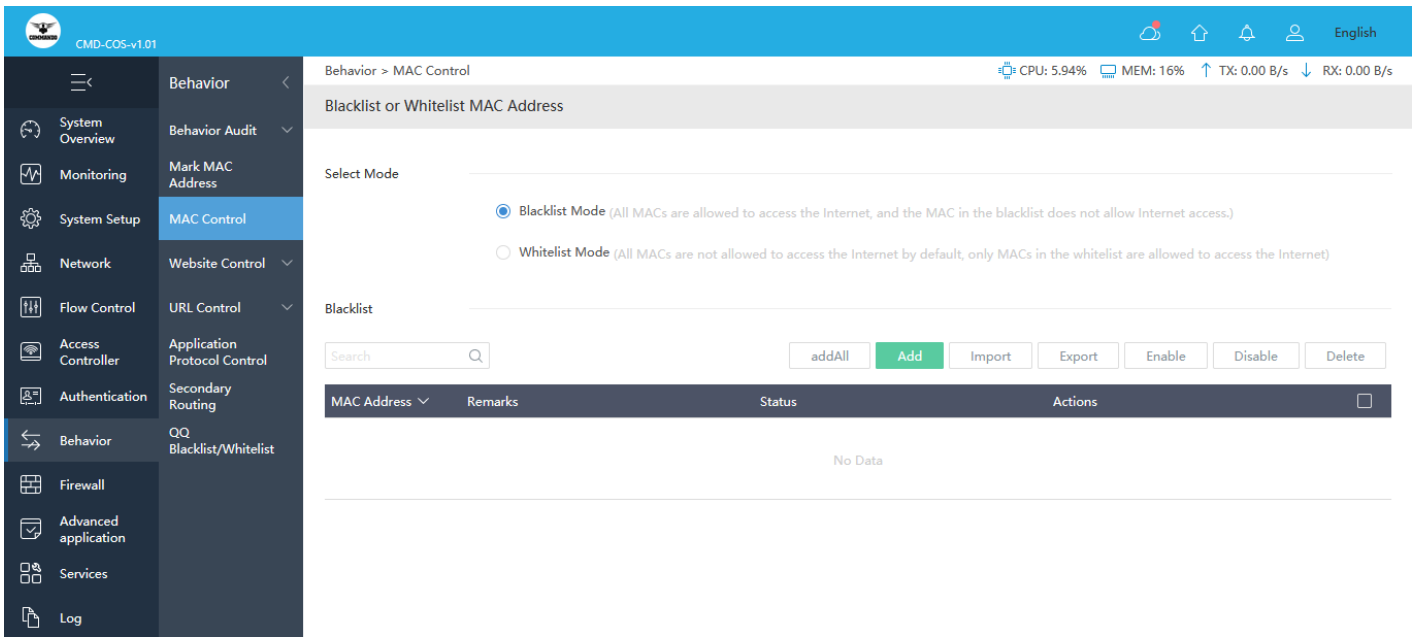 COMMANDO
CMD-COS-v1.01
English
Behavior
Behavior > MAC Control
CPU: 5.94%
MEM: 16%
TX: 0.00 B/s
RX: 0.00 B/s
Blacklist or Whitelist MAC Address
System
Overview
Monitoring
System Setup
Network
Flow Control
Access
Controller
Authentication
Behavior
Firewall
Advanced
application
Services
Log
Behavior Audit
Mark MAC
Address
MAC Control
Website Control
URL Control
Application
Protocol Control
Secondary
Routing
QQ
Blacklist/Whitelist
Select Mode
Blacklist Mode (All MACs are allowed to access the Internet, and the MAC in the blacklist does not allow Internet access.)
Whitelist Mode (All MACs are not allowed to access the Internet by default, only MACs in the whitelist are allowed to access the Internet)
Blacklist
Search
addAll
Add
Import
Export
Enable
Disable
Delete
MAC Address
Remarks
Status
Actions
No Data